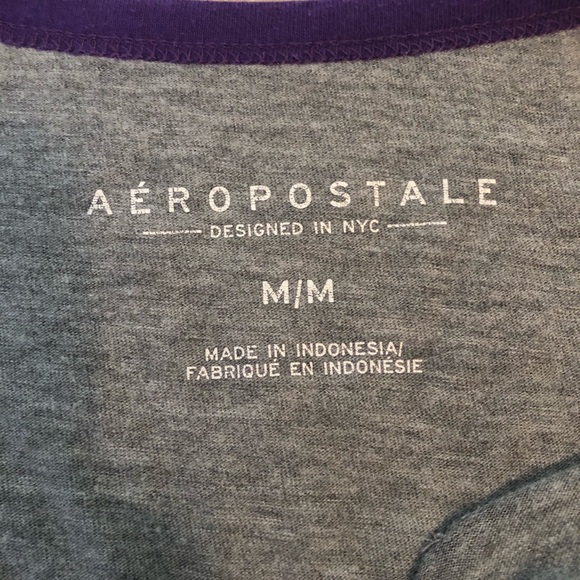 AÉROPOSTALE
DESIGNED IN NYC
M/M
MADE IN INDONESIA/
FABRIQUÉ EN INDONÉSIE